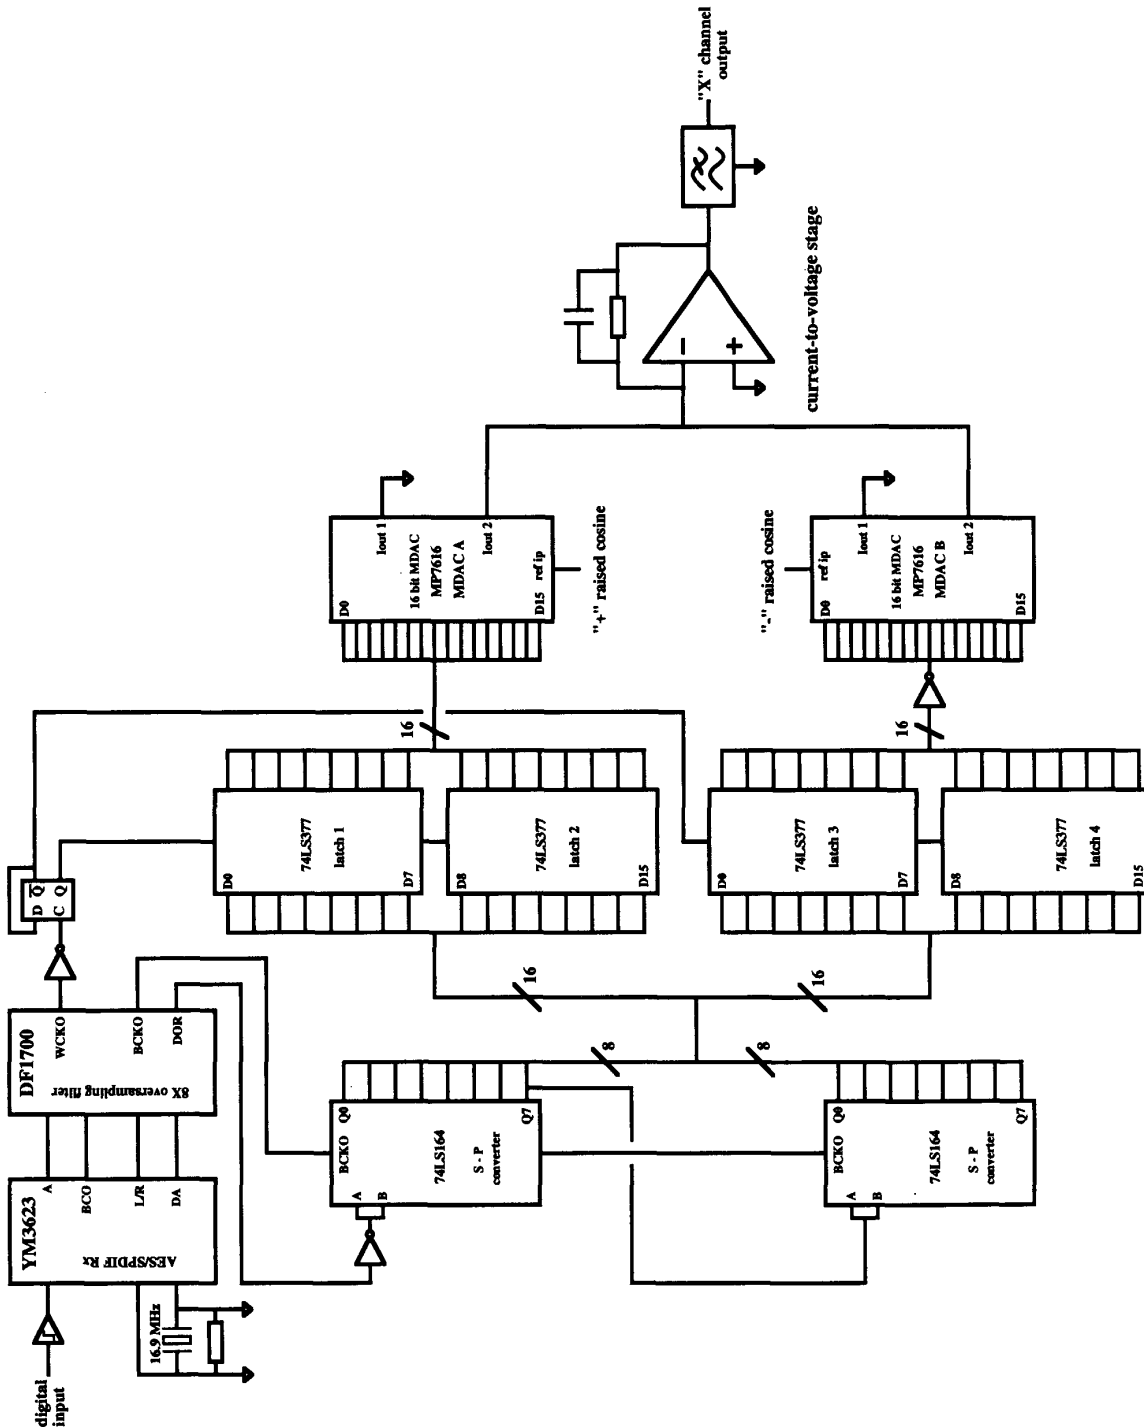 digital
input
YM3623
AES/SPDIF Rx
A
BCO
L/R
DA
16.9 MHz
DF1700
8X oversampling filter
WCKO
BCKO
DOR
D
Q
C
Q
BCKO
Q0
A
B
74LS164
S - P
converter
Q7
BCKO
Q0
A
B
74LS164
S - P
converter
Q7
8
8
16
16
D0
74LS377
latch 1
D7
D8
74LS377
latch 2
D15
D0
74LS377
latch 3
D7
D8
74LS377
latch 4
D15
16
16
D0
Iout 1
16 bit MDAC
MP7616
MDAC A
Iout 2
D15
ref ip
"+" raised cosine
"-" raised cosine
ref ip
D0
Iout 1
16 bit MDAC
MP7616
MDAC B
Iout 2
D15
−
+
current-to-voltage stage
"X" channel
output